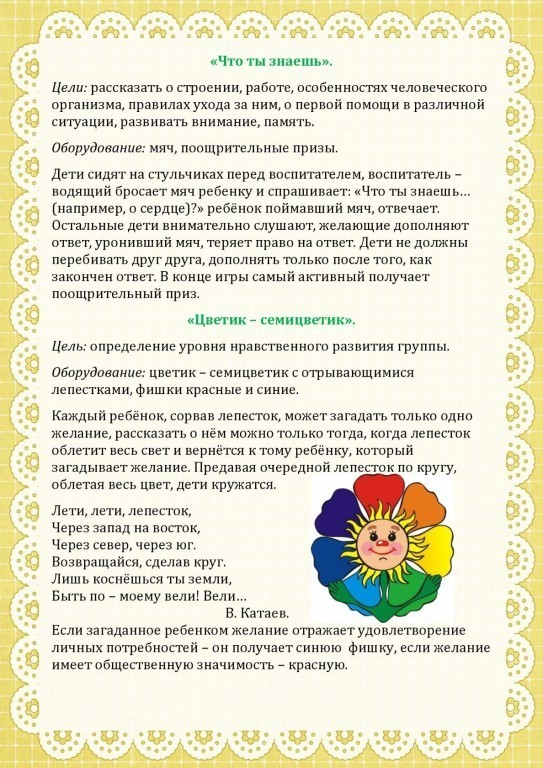 «Что ты знаешь».
Цели: рассказать о строении, работе, особенностях человеческого
организма, правилах ухода за ним, о первой помощи в различной
ситуации, развивать внимание, память.
Оборудование: мяч, поощрительные призы.
Дети сидят на стульчиках перед воспитателем, воспитатель –
водящий бросает мяч ребенку и спрашивает: «Что ты знаешь…
(например, о сердце)?» ребёнок поймавший мяч, отвечает.
Остальные дети внимательно слушают, желающие дополняют
ответ, уронивший мяч, теряет право на ответ. Дети не должны
перебивать друг друга, дополнять только после того, как
закончен ответ. В конце игры самый активный получает
поощрительный приз.
«Цветик – семицветик».
Цель: определение уровня нравственного развития группы.
Оборудование: цветик – семицветик с отрывающимися
лепестками, фишки красные и синие.
Каждый ребёнок, сорвав лепесток, может загадать только одно
желание, рассказать о нём можно только тогда, когда лепесток
облетит весь свет и вернётся к тому ребёнку, который
загадывает желание. Предавая очередной лепесток по кругу,
облетая весь цвет, дети кружатся.
Лети, лети, лепесток,
Через запад на восток,
Через север, через юг.
Возвращайся, сделав круг.
Лишь коснёшься ты земли,
Быть по – моему вели! Вели…
В. Катаев.
Если загаданное ребенком желание отражает удовлетворение
личных потребностей – он получает синюю фишку, если желание
имеет общественную значимость – красную.